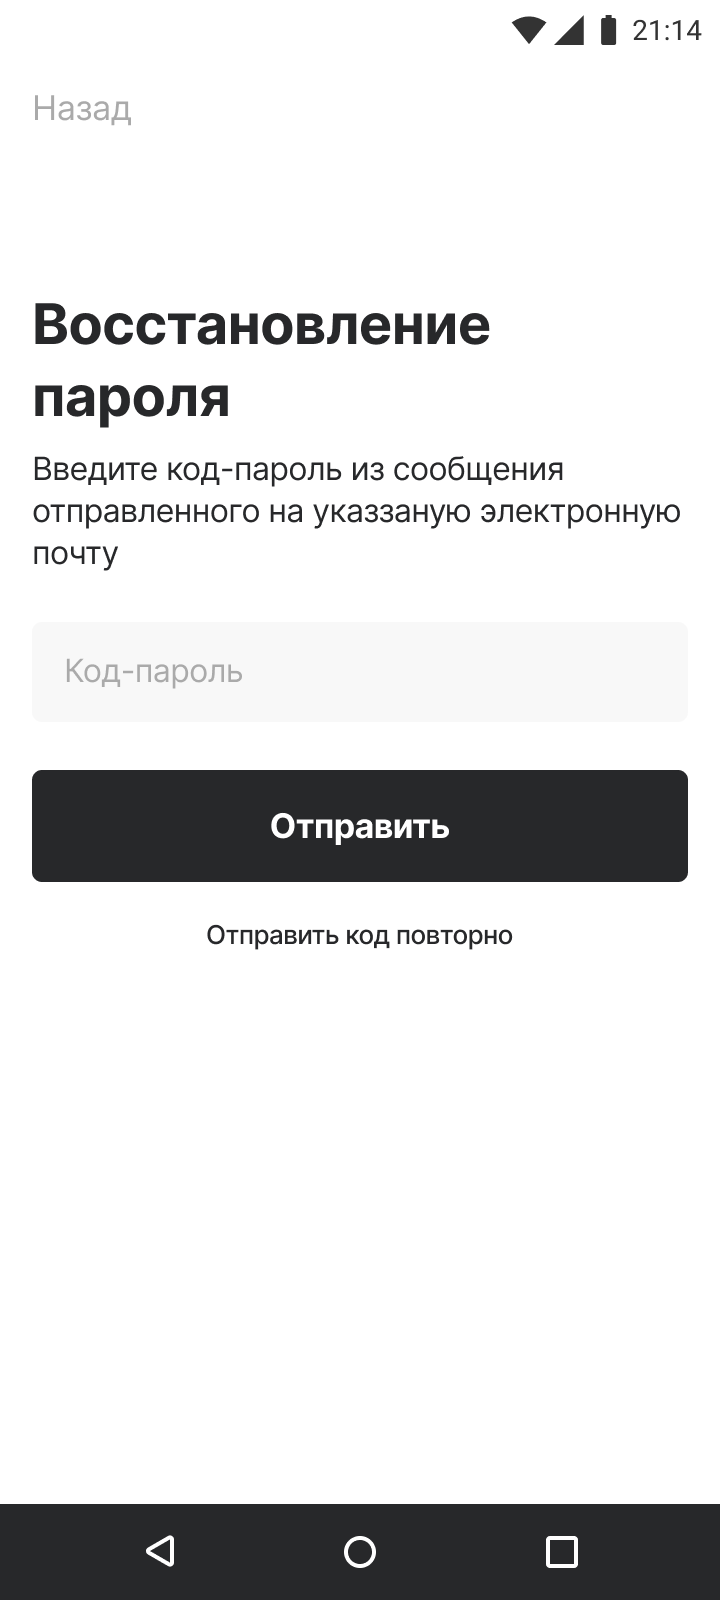 21:14
Назад
Восстановление
пароля
Введите код-пароль из сообщения
отправленного на указзаную электронную
почту
Код-пароль
Отправить
Отправить код повторно